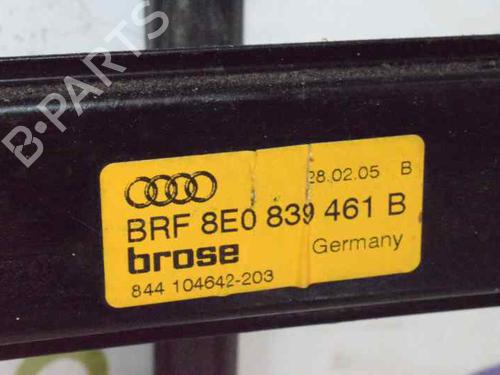 B-PARTS
28.02.05 B
BRF 8E0 839 461 B
brose Germany
844 104642-203